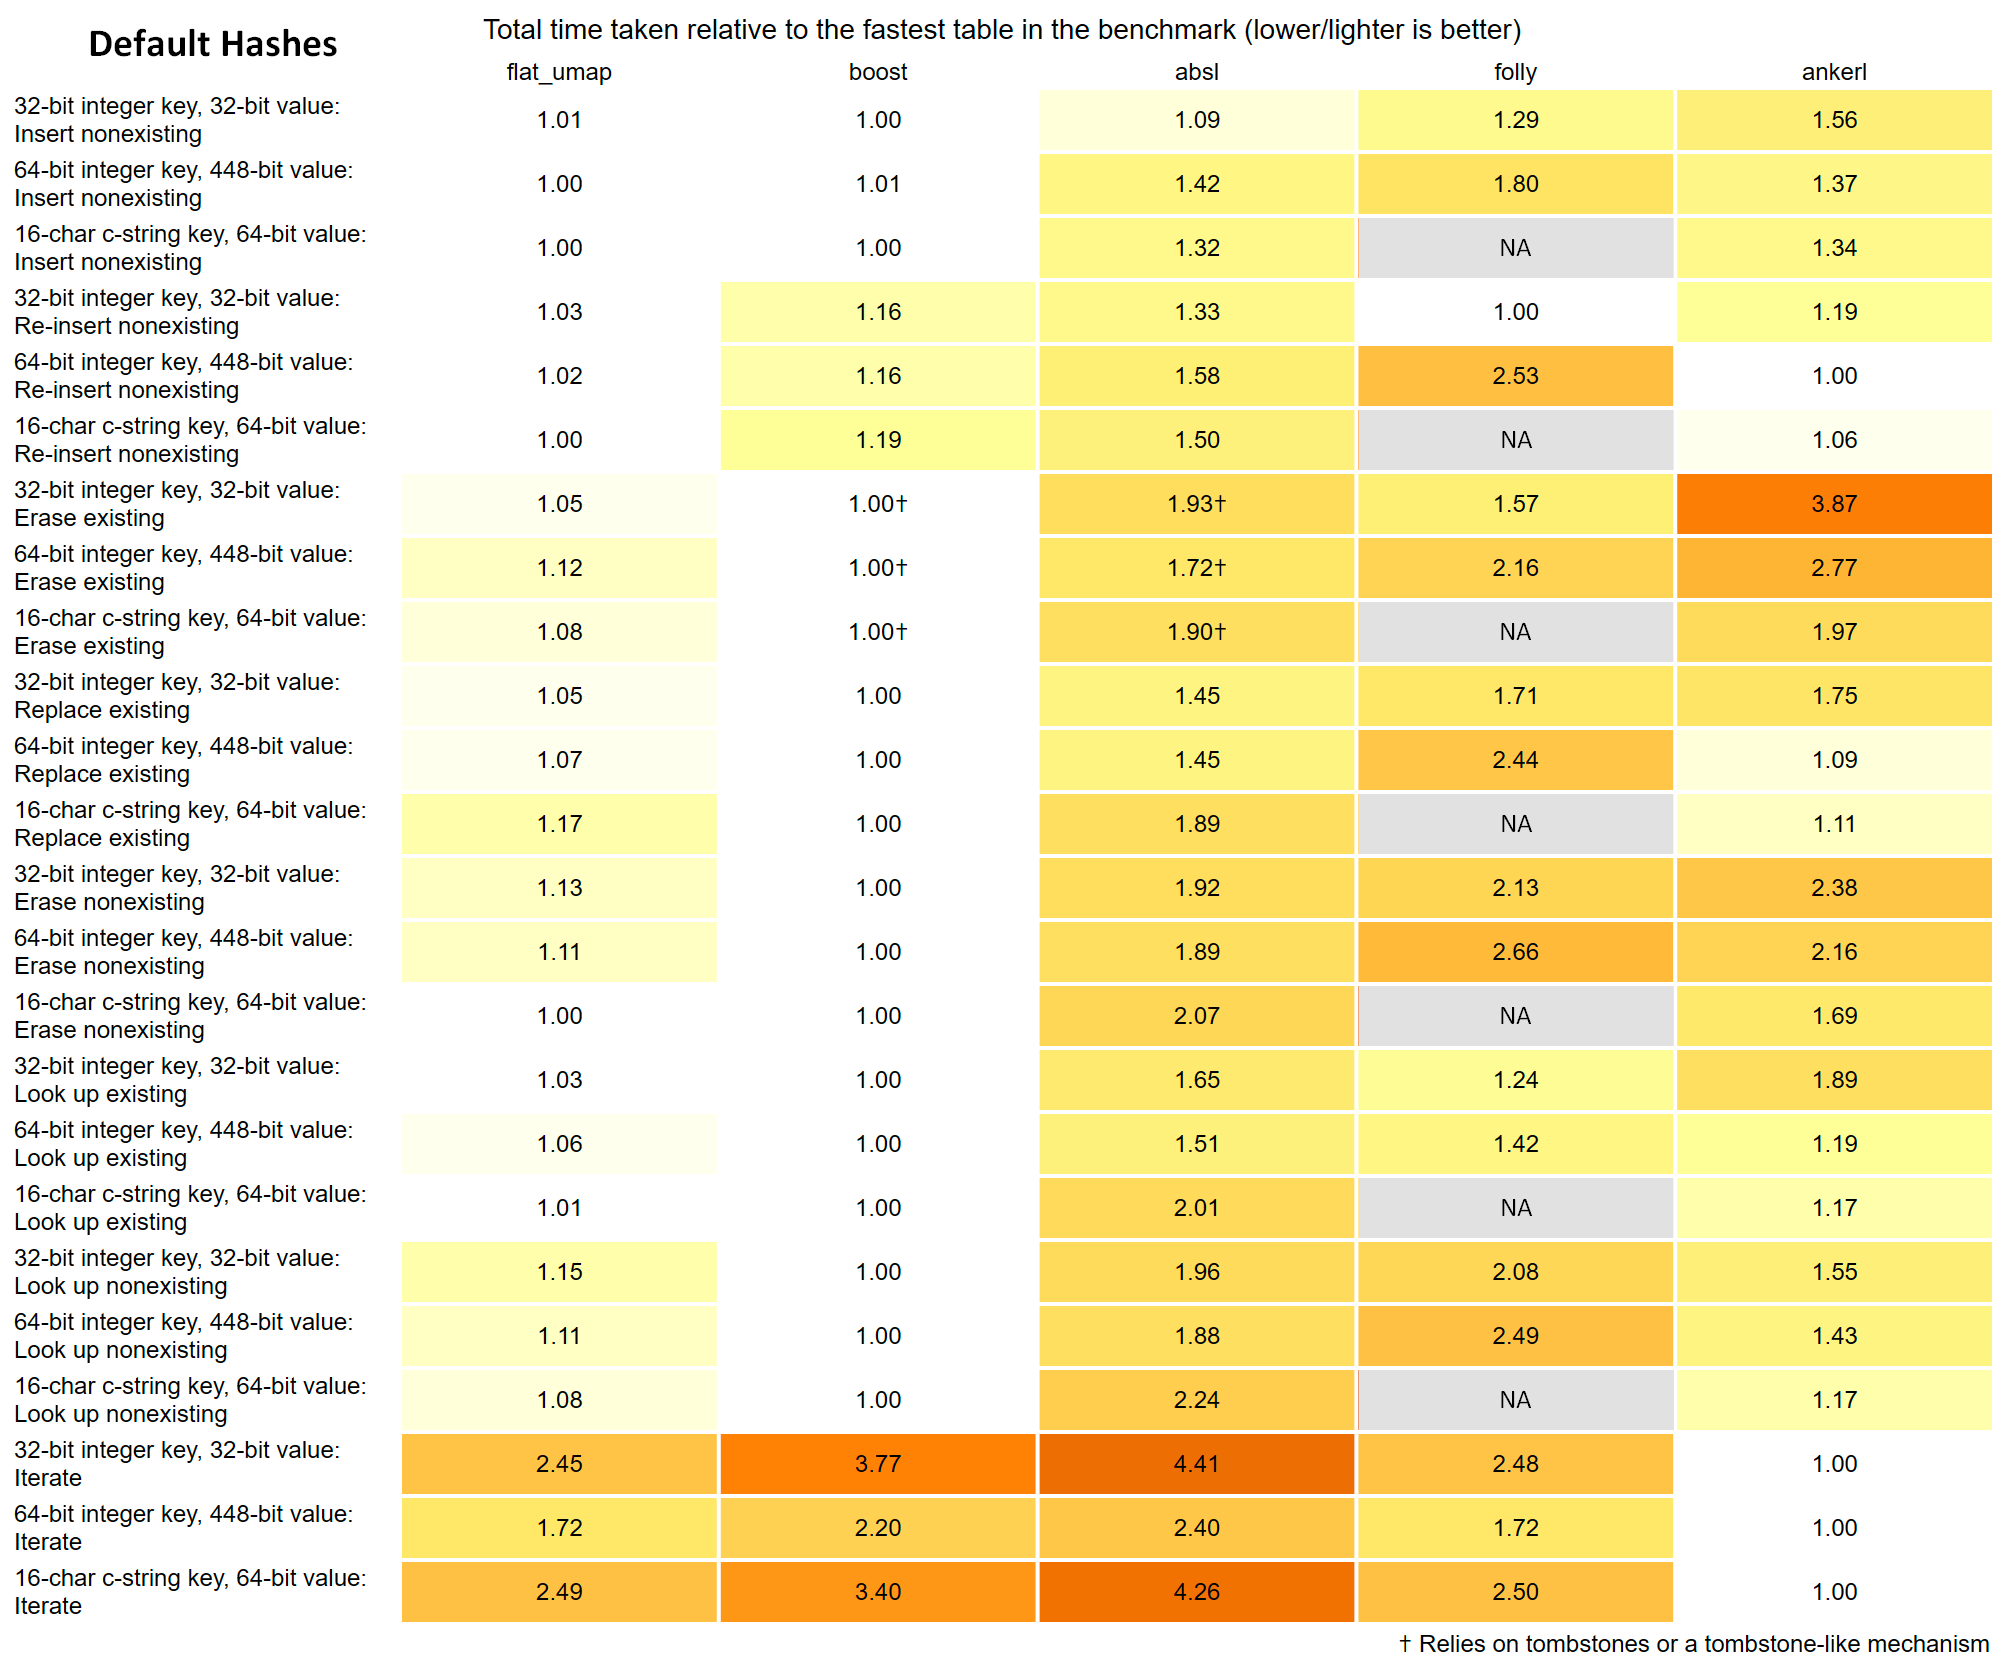 Default Hashes
Total time taken relative to the fastest table in the benchmark (lower/lighter is better)
flat_umap boost absl folly ankerl
32-bit integer key, 32-bit value:
Insert nonexisting
1.01 1.00 1.09 1.29 1.56
64-bit integer key, 448-bit value:
Insert nonexisting
1.00 1.01 1.42 1.80 1.37
16-char c-string key, 64-bit value:
Insert nonexisting
1.00 1.00 1.32 NA 1.34
32-bit integer key, 32-bit value:
Re-insert nonexisting
1.03 1.16 1.33 1.00 1.19
64-bit integer key, 448-bit value:
Re-insert nonexisting
1.02 1.16 1.58 2.53 1.00
16-char c-string key, 64-bit value:
Re-insert nonexisting
1.00 1.19 1.50 NA 1.06
32-bit integer key, 32-bit value:
Erase existing
1.05 1.00† 1.93† 1.57 3.87
64-bit integer key, 448-bit value:
Erase existing
1.12 1.00† 1.72† 2.16 2.77
16-char c-string key, 64-bit value:
Erase existing
1.08 1.00† 1.90† NA 1.97
32-bit integer key, 32-bit value:
Replace existing
1.05 1.00 1.45 1.71 1.75
64-bit integer key, 448-bit value:
Replace existing
1.07 1.00 1.45 2.44 1.09
16-char c-string key, 64-bit value:
Replace existing
1.17 1.00 1.89 NA 1.11
32-bit integer key, 32-bit value:
Erase nonexisting
1.13 1.00 1.92 2.13 2.38
64-bit integer key, 448-bit value:
Erase nonexisting
1.11 1.00 1.89 2.66 2.16
16-char c-string key, 64-bit value:
Erase nonexisting
1.00 1.00 2.07 NA 1.69
32-bit integer key, 32-bit value:
Look up existing
1.03 1.00 1.65 1.24 1.89
64-bit integer key, 448-bit value:
Look up existing
1.06 1.00 1.51 1.42 1.19
16-char c-string key, 64-bit value:
Look up existing
1.01 1.00 2.01 NA 1.17
32-bit integer key, 32-bit value:
Look up nonexisting
1.15 1.00 1.96 2.08 1.55
64-bit integer key, 448-bit value:
Look up nonexisting
1.11 1.00 1.88 2.49 1.43
16-char c-string key, 64-bit value:
Look up nonexisting
1.08 1.00 2.24 NA 1.17
32-bit integer key, 32-bit value:
Iterate
2.45 3.77 4.41 2.48 1.00
64-bit integer key, 448-bit value:
Iterate
1.72 2.20 2.40 1.72 1.00
16-char c-string key, 64-bit value:
Iterate
2.49 3.40 4.26 2.50 1.00
† Relies on tombstones or a tombstone-like mechanism